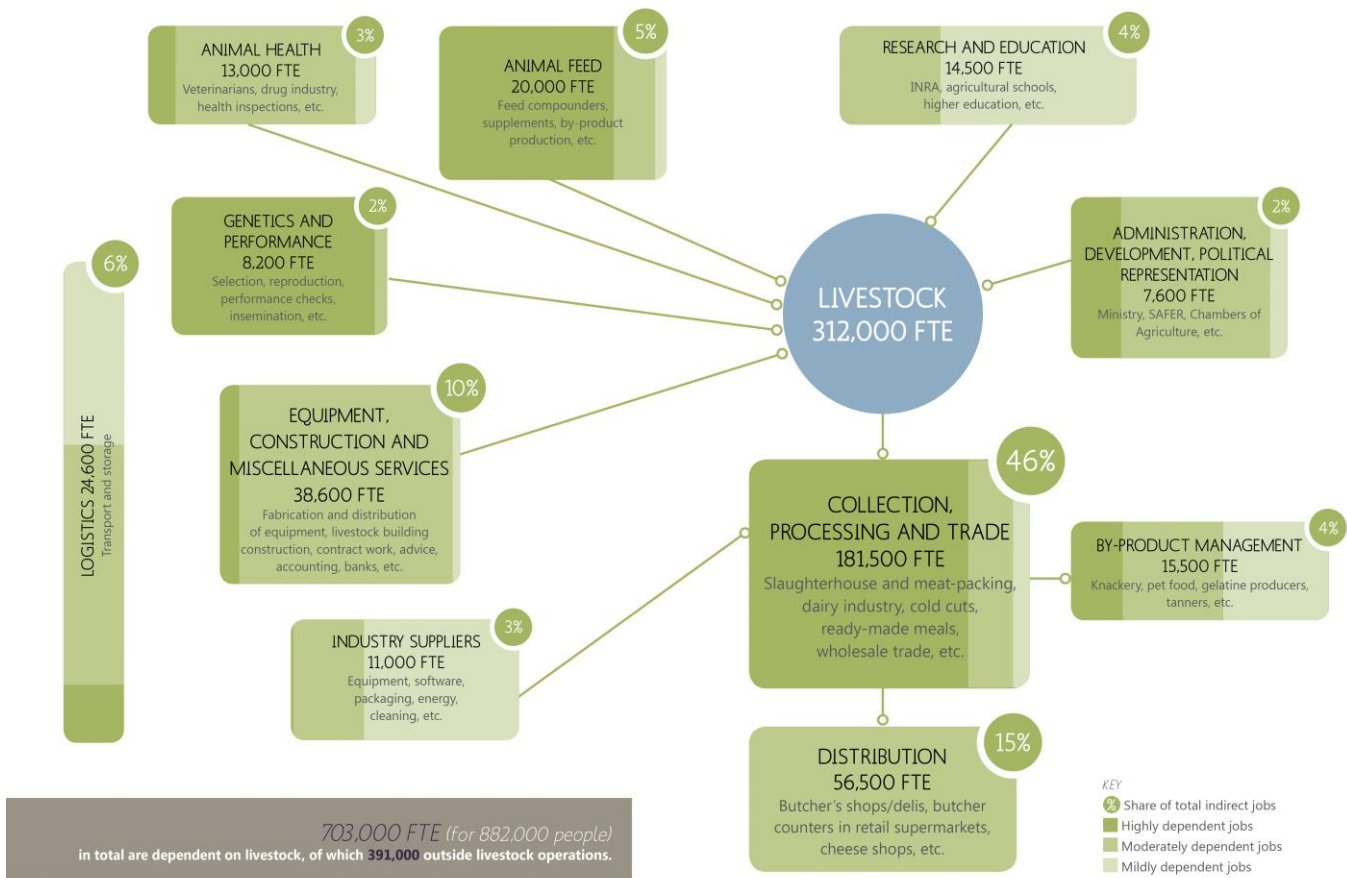 3%
ANIMAL HEALTH
13,000 FTE
Veterinarians, drug industry,
health inspections, etc.
5%
ANIMAL FEED
20,000 FTE
Feed compounders,
supplements, by-product
production, etc.
4%
RESEARCH AND EDUCATION
14,500 FTE
INRA, agricultural schools,
higher education, etc.
2%
GENETICS AND
PERFORMANCE
8,200 FTE
Selection, reproduction,
performance checks,
insemination, etc.
LIVESTOCK
312,000 FTE
2%
ADMINISTRATION,
DEVELOPMENT, POLITICAL
REPRESENTATION
7,600 FTE
Ministry, SAFER, Chambers of
Agriculture, etc.
6%
LOGISTICS 24,600 FTE
Transport and storage
10%
EQUIPMENT,
CONSTRUCTION AND
MISCELLANEOUS SERVICES
38,600 FTE
Fabrication and distribution
of equipment, livestock building
construction, contract work, advice,
accounting, banks, etc.
46%
COLLECTION,
PROCESSING AND TRADE
181,500 FTE
Slaughterhouse and meat-packing,
dairy industry, cold cuts,
ready-made meals,
wholesale trade, etc.
4%
BY-PRODUCT MANAGEMENT
15,500 FTE
Knackery, pet food, gelatine producers,
tanners, etc.
3%
INDUSTRY SUPPLIERS
11,000 FTE
Equipment, software,
packaging, energy,
cleaning, etc.
15%
DISTRIBUTION
56,500 FTE
Butcher's shops/delis, butcher
counters in retail supermarkets,
cheese shops, etc.
703,000 FTE (for 882,000 people)
in total are dependent on livestock, of which 391,000 outside livestock operations.
KEY
% Share of total indirect jobs
Highly dependent jobs
Moderately dependent jobs
Mildly dependent jobs